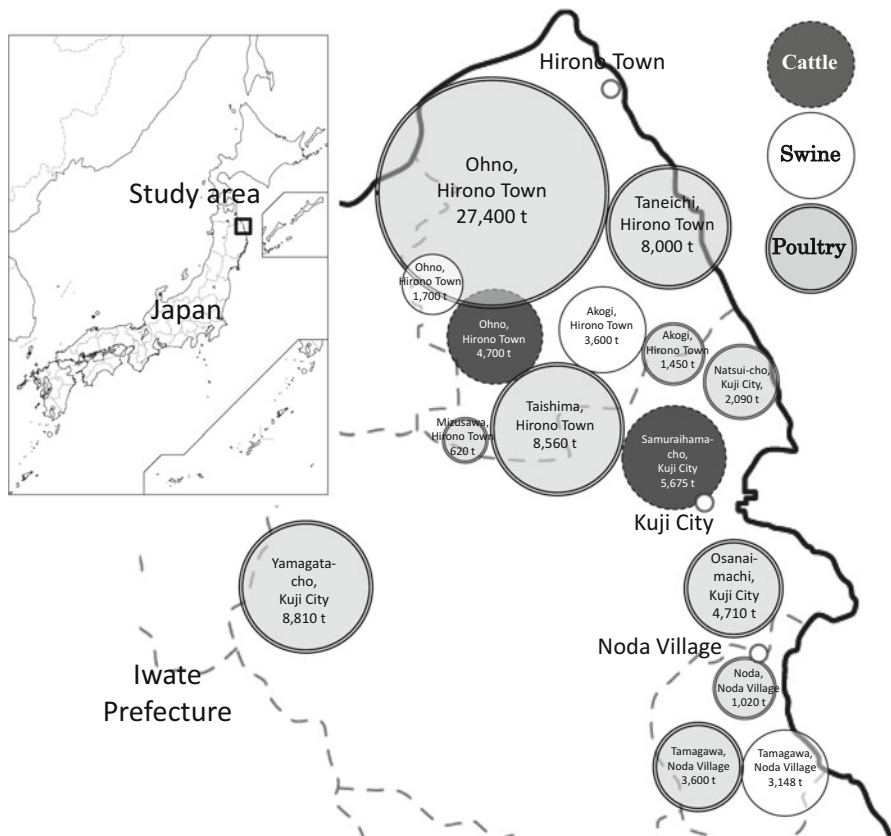 Study area
Japan
Hirono Town
Cattle
Swine
Poultry
Ohno,
Hirono Town
27,400 t
Taneichi,
Hirono Town
8,000 t
Ohno,
Hirono Town
1,700 t
Ohno,
Hirono Town
4,700 t
Akogi,
Hirono Town
3,600 t
Akogi,
Hirono Town
1,450 t
Natsui-cho,
Kuji City,
2,090 t
Mizusawa,
Hirono Town
620 t
Taishima,
Hirono Town
8,560 t
Samuraihama-
cho,
Kuji City
5,675 t
Kuji City
Yamagata-
cho,
Kuji City
8,810 t
Osanai-
machi,
Kuji City
4,710 t
Noda Village
Noda,
Noda Village
1,020 t
Iwate
Prefecture
Tamagawa,
Noda Village
3,600 t
Tamagawa,
Noda Village
3,148 t